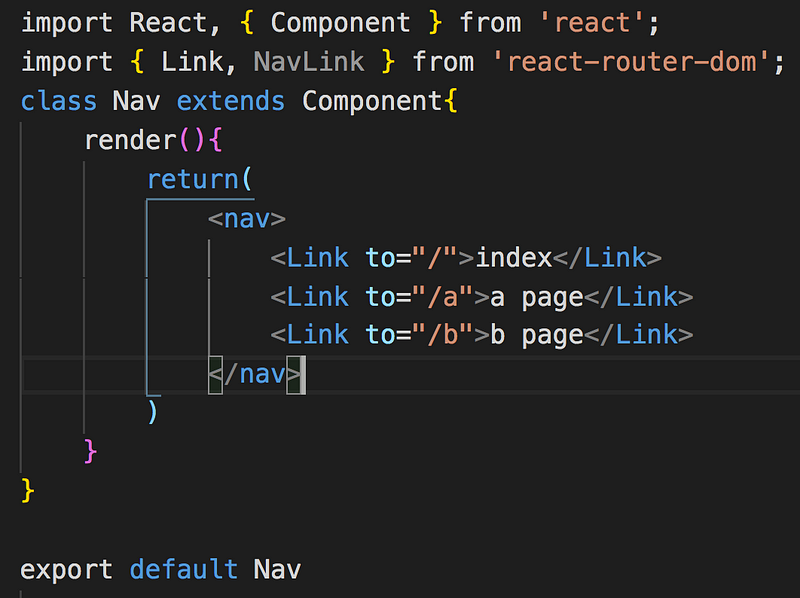 import React, { Component } from 'react';
import { Link, NavLink } from 'react-router-dom';
class Nav extends Component{
    render(){
        return(
            <nav>
                <Link to="/">index</Link>
                <Link to="/a">a page</Link>
                <Link to="/b">b page</Link>
            </nav>
        )
    }
}

export default Nav